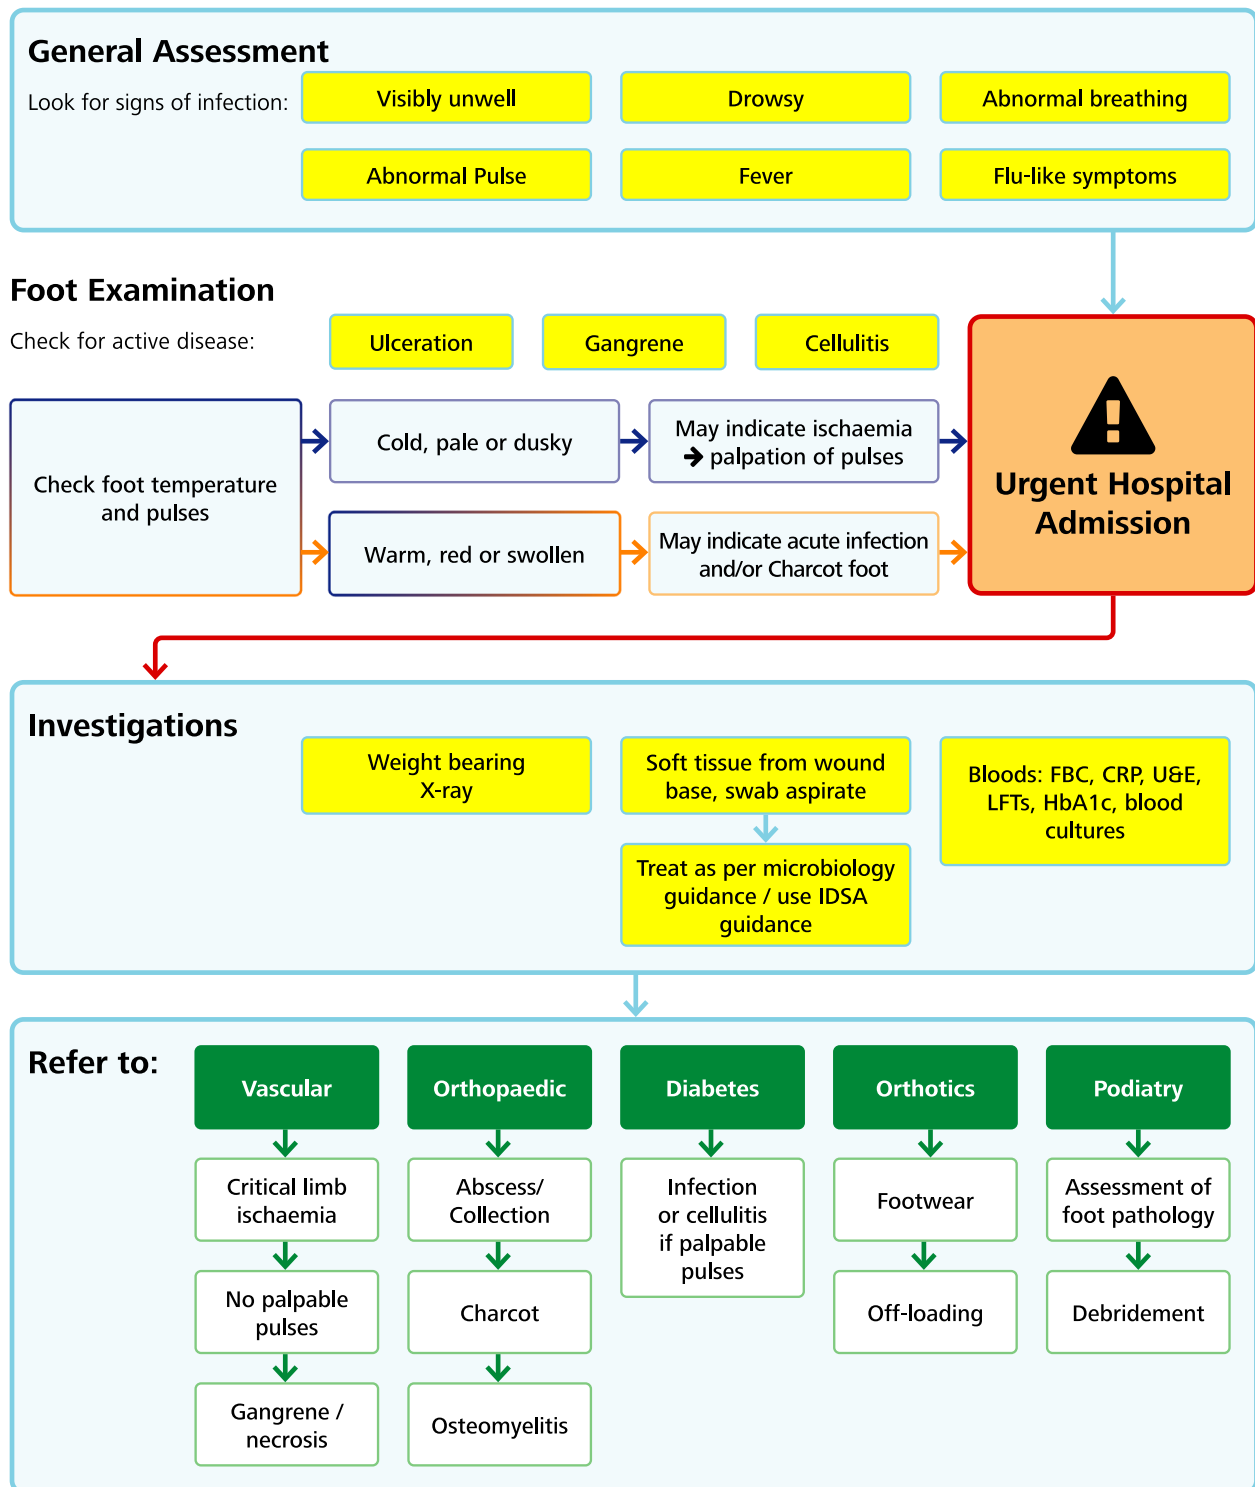 General Assessment
Look for signs of infection:
Visibly unwell
Drowsy
Abnormal breathing
Abnormal Pulse
Fever
Flu-like symptoms
Foot Examination
Check for active disease:
Ulceration
Gangrene
Cellulitis
Check foot temperature
and pulses
Cold, pale or dusky
May indicate ischaemia
➔ palpation of pulses
Warm, red or swollen
May indicate acute infection
and/or Charcot foot
Urgent Hospital
Admission
Investigations
Weight bearing
X-ray
Soft tissue from wound
base, swab aspirate
Treat as per microbiology
guidance / use IDSA
guidance
Bloods: FBC, CRP, U&E,
LFTs, HbA1c, blood
cultures
Refer to:
Vascular
Critical limb
ischaemia
No palpable
pulses
Gangrene /
necrosis
Orthopaedic
Abscess/
Collection
Charcot
Osteomyelitis
Diabetes
Infection
or cellulitis
if palpable
pulses
Orthotics
Footwear
Off-loading
Podiatry
Assessment of
foot pathology
Debridement